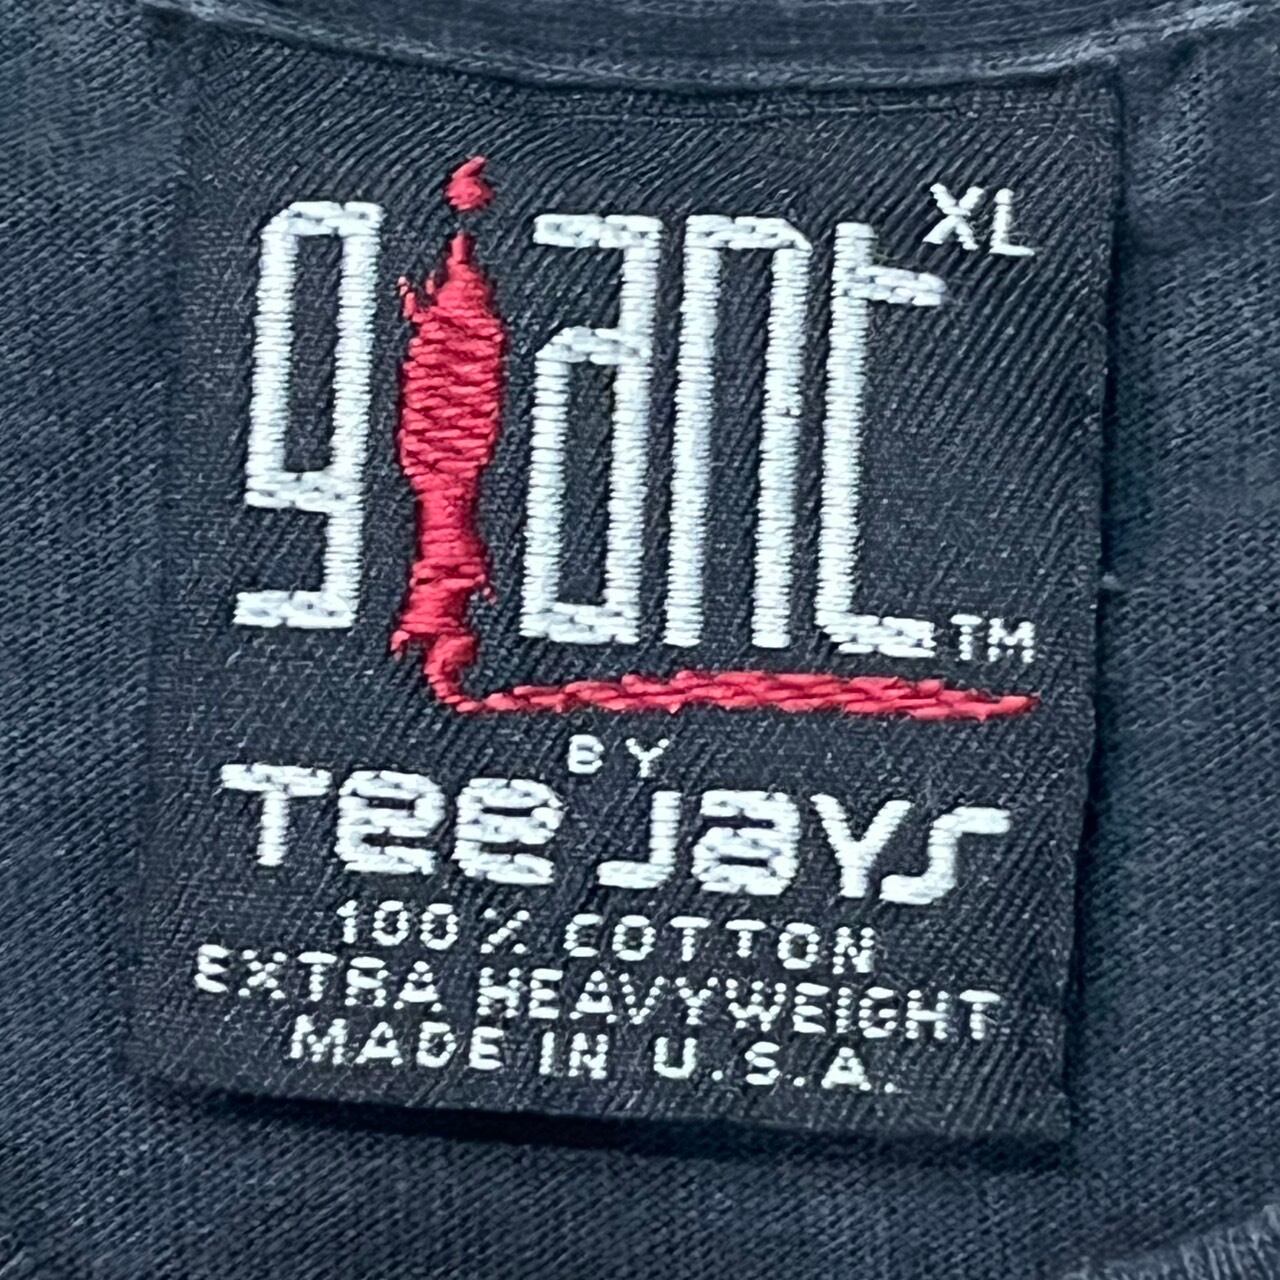 giant XL
TM
BY
Tee Jays
100% COTTON
EXTRA HEAVYWEIGHT
MADE IN U.S.A.